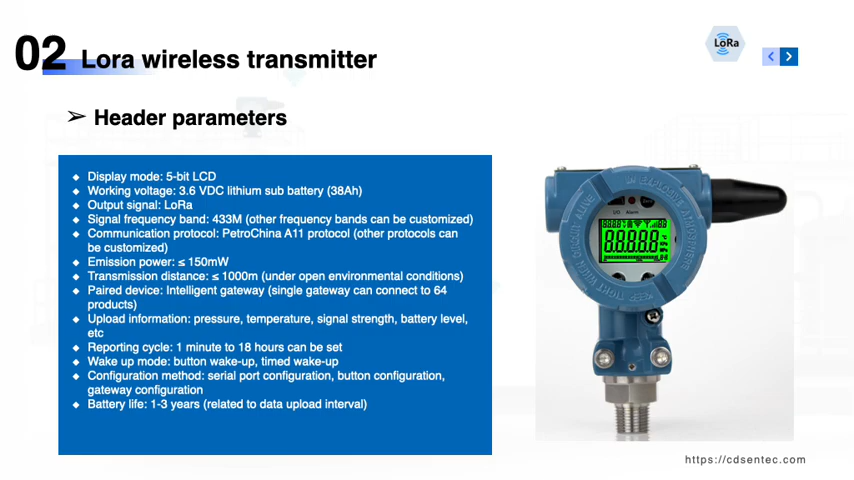 02 Lora wireless transmitter
LoRa
➢ Header parameters
◆ Display mode: 5-bit LCD
◆ Working voltage: 3.6 VDC lithium sub battery (38Ah)
◆ Output signal: LoRa
◆ Signal frequency band: 433M (other frequency bands can be customized)
◆ Communication protocol: PetroChina A11 protocol (other protocols can
be customized)
◆ Emission power: ≤ 150mW
◆ Transmission distance: ≤ 1000m (under open environmental conditions)
◆ Paired device: Intelligent gateway (single gateway can connect to 64
products)
◆ Upload information: pressure, temperature, signal strength, battery level,
etc
◆ Reporting cycle: 1 minute to 18 hours can be set
◆ Wake up mode: button wake-up, timed wake-up
◆ Configuration method: serial port configuration, button configuration,
gateway configuration
◆ Battery life: 1-3 years (related to data upload interval)
I/O Alarm
88888
https://cdsentec.com